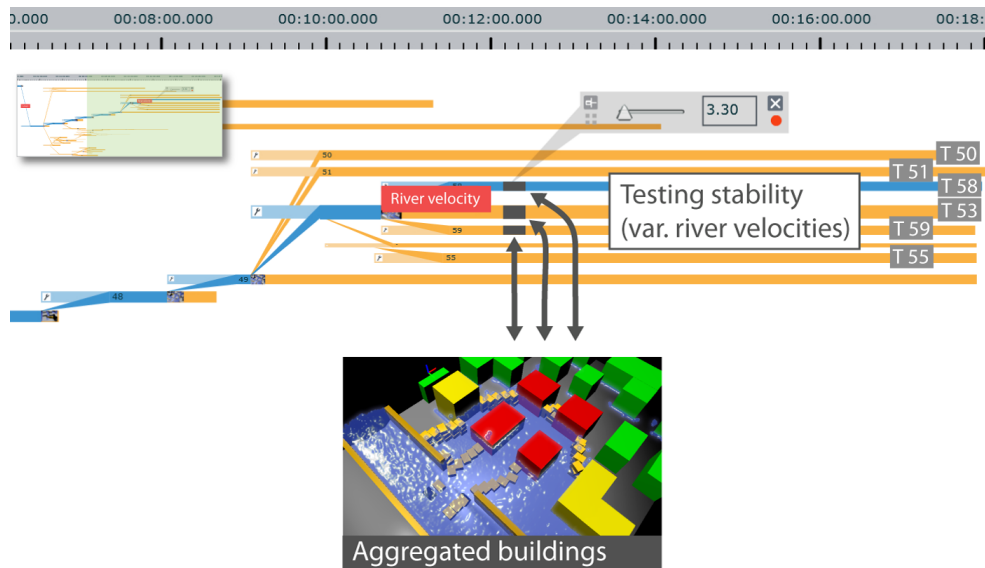 0.000 00:08:00.000 00:10:00.000 00:12:00.000 00:14:00.000 00:16:00.000 00:18:
3.30
50
T 50
51
T 51
T 58
River velocity
Testing stability
(var. river velocities)
T 53
59
T 59
55
T 55
49
48
Aggregated buildings